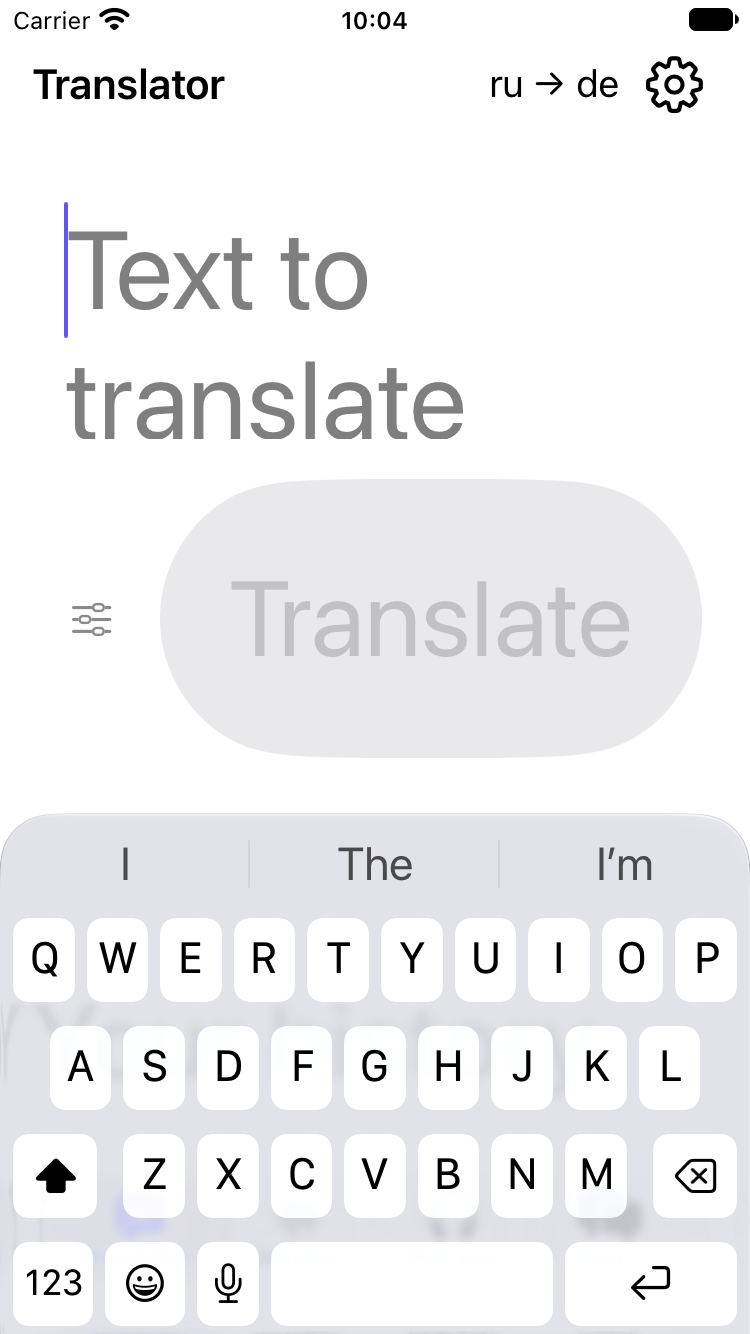 Carrier 10:04
Translator ru → de
Text to
translate
Translate
I The I’m
Q W E R T Y U I O P
A S D F G H J K L
Z X C V B N M
123